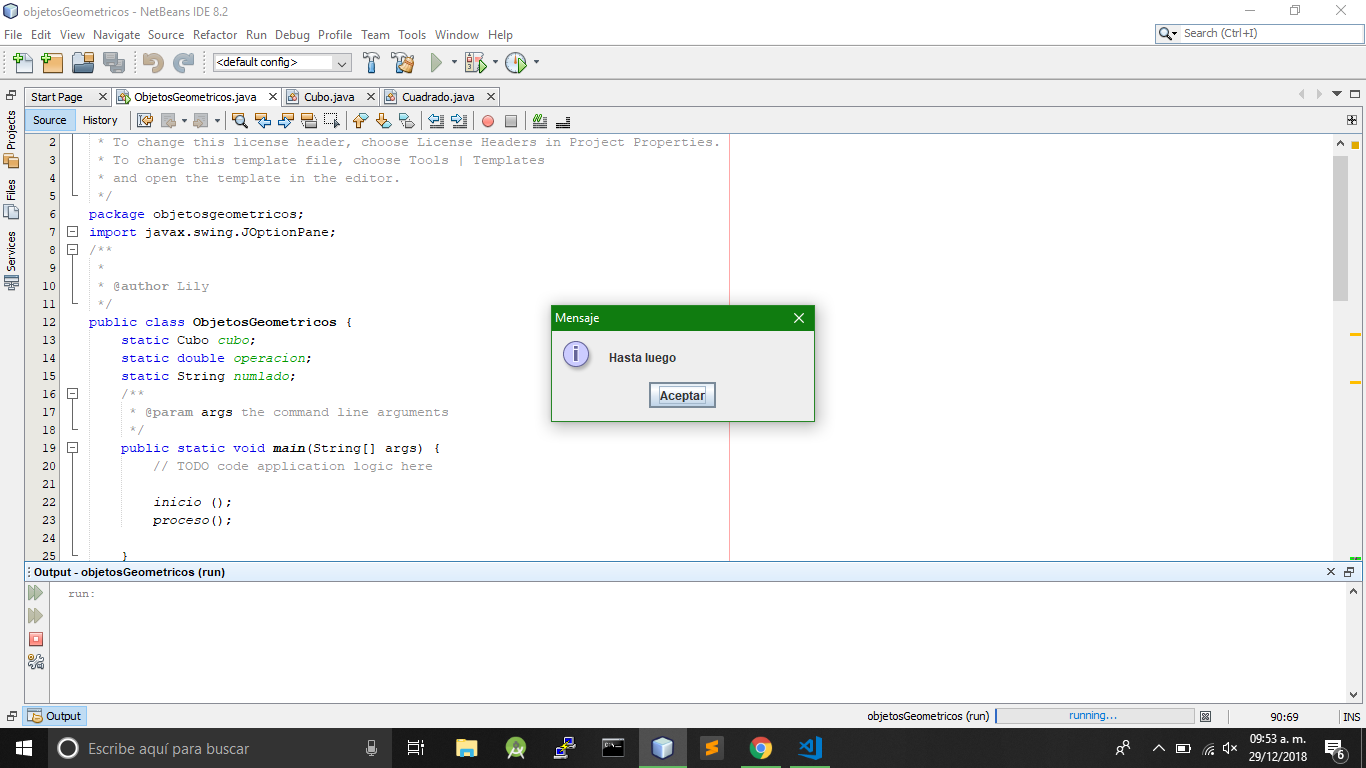 objetosGeometricos - NetBeans IDE 8.2
File Edit View Navigate Source Refactor Run Debug Profile Team Tools Window Help
Search (Ctrl+I)
<default config>
Start Page
ObjetosGeometricos.java
Cubo.java
Cuadrado.java
Source History
Projects
Files
Services
2 * To change this license header, choose License Headers in Project Properties.
3 * To change this template file, choose Tools | Templates
4 * and open the template in the editor.
5 */
6 package objetosgeometricos;
7 import javax.swing.JOptionPane;
8 /**
9 *
10 * @author Lily
11 */
12 public class ObjetosGeometricos {
13 static Cubo cubo;
14 static double operacion;
15 static String numlado;
16 /**
17 * @param args the command line arguments
18 */
19 public static void main(String[] args) {
20 // TODO code application logic here
21
22 inicio ();
23 proceso();
24
25 }
Mensaje
i
Hasta luego
Aceptar
Output - objetosGeometricos (run)
run:
Output
objetosGeometricos (run)
running...
90:69
INS
Escribe aquí para buscar
09:53 a. m.
29/12/2018
6